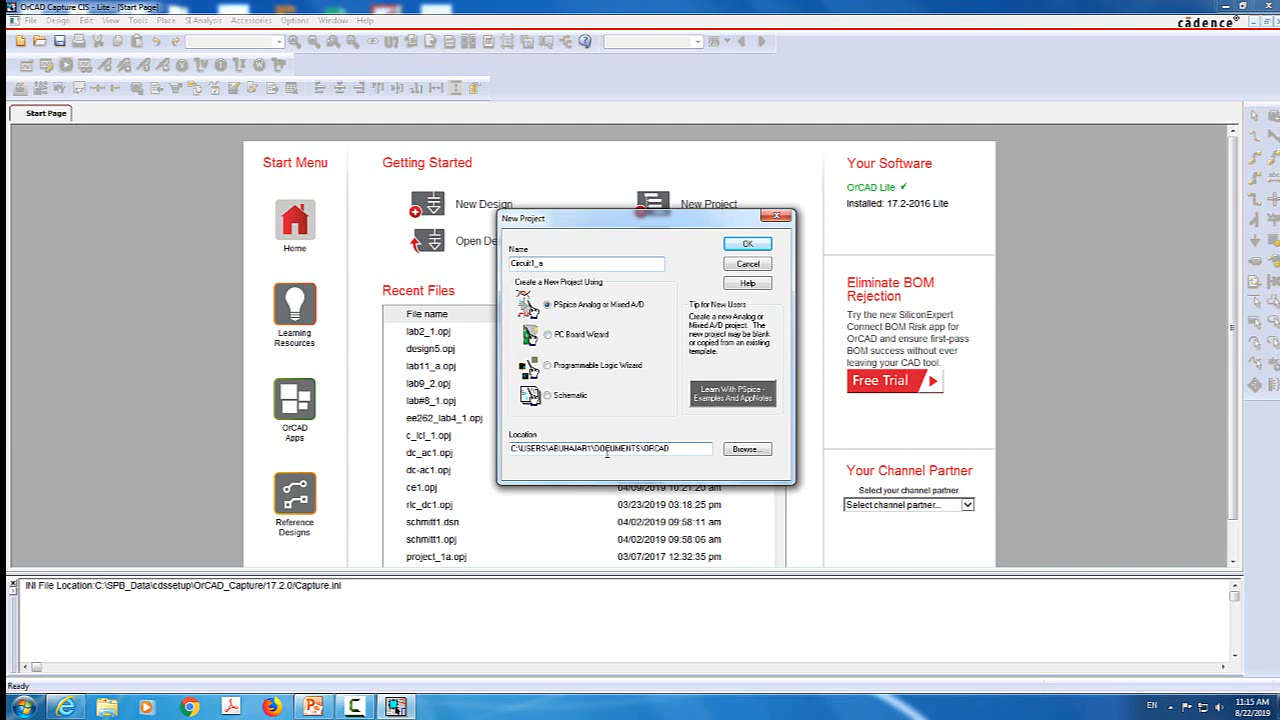 OrCAD Capture CIS - Lite - [Start Page]
File Design Edit View Tools Place SI Analysis Accessories Options Window Help
cādence®
Start Page
Start Menu
Home
Learning
Resources
OrCAD
Apps
Reference
Designs
Getting Started
New Design
New Project
Open De
Recent Files
File name
lab2_1.opj
design5.opj
lab11_a.opj
lab9_2.opj
lab#8_1.opj
ee262_lab4_1.opj
c_lcl_1.opj
dc_ac1.opj
dc-ac1.opj
ce1.opj 04/09/2019 10:21:20 am
rlc_dc1.opj 03/23/2019 03:18:25 pm
schmitt1.dsn 04/02/2019 09:58:11 am
schmitt1.opj 04/02/2019 09:58:06 am
project_1a.opj 03/07/2017 12:32:35 pm
New Project
Name
Circuit1_a
Create a New Project Using
PSpice Analog or Mixed A/D
PC Board Wizard
Programmable Logic Wizard
Schematic
Location
C:\USERS\ABUHAJAR1\DOCUMENTS\ORCAD
OK
Cancel
Help
Tip for New Users
Create a new Analog or
Mixed A/D project. The
new project may be blank
or copied from an existing
template.
Learn With PSpice -
Examples And AppNotes
Browse...
Your Software
OrCAD Lite ✓
Installed: 17.2-2016 Lite
Eliminate BOM
Rejection
Try the new SiliconExpert
Connect BOM Risk app for
OrCAD and ensure first-pass
BOM success without ever
leaving your CAD tool.
Free Trial
Your Channel Partner
Select your channel partner.
Select channel partner...
INI File Location:C:\SPB_Data\cdssetup\OrCAD_Capture/17.2.0/Capture.ini
Ready
EN
11:15 AM
8/22/2019